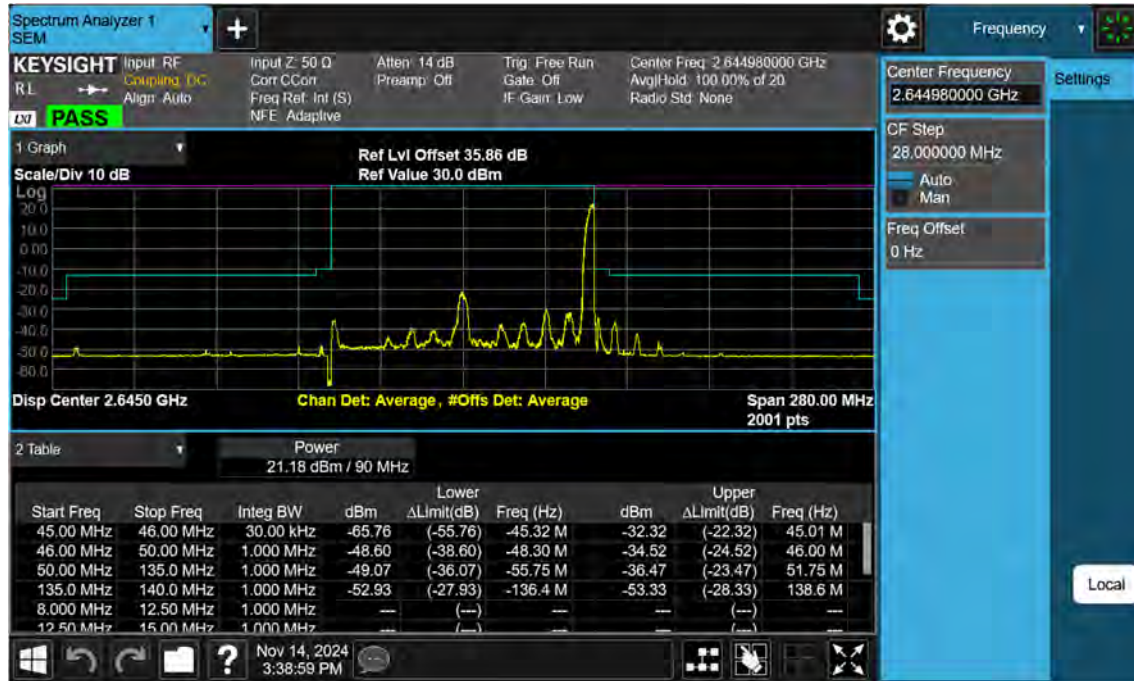 Spectrum Analyzer 1
SEM
Frequency
KEYSIGHT Input: RF Input Z: 50 Ω Atten: 14 dB Trig: Free Run Center Freq: 2.644980000 GHz
RL Coupling: DC Corr CCorr Preamp: Off Gate: Off Avg|Hold: 100.00% of 20
Align: Auto Freq Ref: Int (S) IF Gain: Low Radio Std: None
LXI PASS NFE: Adaptive
Center Frequency
2.644980000 GHz
Settings
CF Step
28.000000 MHz
Auto
Man
Freq Offset
0 Hz
1 Graph
Ref Lvl Offset 35.86 dB
Scale/Div 10 dB Ref Value 30.0 dBm
Log
20.0
10.0
0.00
-10.0
-20.0
-30.0
-40.0
-50.0
-60.0
Disp Center 2.6450 GHz Chan Det: Average, #Offs Det: Average Span 280.00 MHz
2001 pts
2 Table Power
21.18 dBm / 90 MHz
Lower Upper
Start Freq Stop Freq Integ BW dBm ΔLimit(dB) Freq (Hz) dBm ΔLimit(dB) Freq (Hz)
45.00 MHz 46.00 MHz 30.00 kHz -65.76 (-55.76) -45.32 M -32.32 (-22.32) 45.01 M
46.00 MHz 50.00 MHz 1.000 MHz -48.60 (-38.60) -48.30 M -34.52 (-24.52) 46.00 M
50.00 MHz 135.0 MHz 1.000 MHz -49.07 (-36.07) -55.75 M -36.47 (-23.47) 51.75 M
135.0 MHz 140.0 MHz 1.000 MHz -52.93 (-27.93) -136.4 M -53.33 (-28.33) 138.6 M
8.000 MHz 12.50 MHz 1.000 MHz --- (---) --- --- (---) ---
12.50 MHz 15.00 MHz 1.000 MHz --- (---) --- --- (---) ---
Local
? Nov 14, 2024
3:38:59 PM